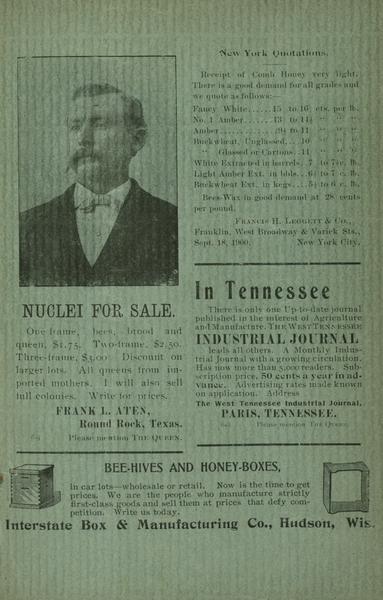 New York Quotations.
Receipt of Comb Honey very light.
There is a good demand for all grades and
we quote as follows:—
Fancy White.....15 to 16 cts. per lb.
No. 1 Amber.....13 to 14½ " " "
Amber..........9½ to 11 " " "
Buckwheat, Unglassed...10 " " "
" Glassed or Cartons..11 " " "
White Extracted in barrels..7 to 7½c. lb.
Light Amber Ext. in bbls...6½ to 7 c. lb.
Buckwheat Ext. in kegs....5½ to 6 c. lb.
Bees-Wax in good demand at 28 cents
per pound.
Francis H. Leggett & Co.,
Franklin, West Broadway & Varick Sts.,
Sept. 18, 1900. New York City.
NUCLEI FOR SALE.
One-frame, bees, brood and
queen, $1.75. Two-frame, $2.50.
Three-frame, $3.00 Discount on
larger lots. All queens from im-
ported mothers. I will also sell
full colonies. Write for prices.
FRANK L. ATEN,
Round Rock, Texas.
Please mention The Queen.
In Tennessee
There is only one Up-to-date journal
published in the interest of Agriculture
and Manufacture. The West Tennessee
INDUSTRIAL JOURNAL
leads all others. A Monthly Indus-
trial Journal with a growing circulation.
Has now more than 5,000 readers. Sub-
scription price, 50 cents a year in ad-
vance. Advertising rates made known
on application. Address
The West Tennessee Industrial Journal,
PARIS, TENNESSEE.
Please mention The Queen.
BEE-HIVES AND HONEY-BOXES,
in car lots—wholesale or retail. Now is the time to get
prices. We are the people who manufacture strictly
first-class goods and sell them at prices that defy com-
petition. Write us today.
Interstate Box & Manufacturing Co., Hudson, Wis.